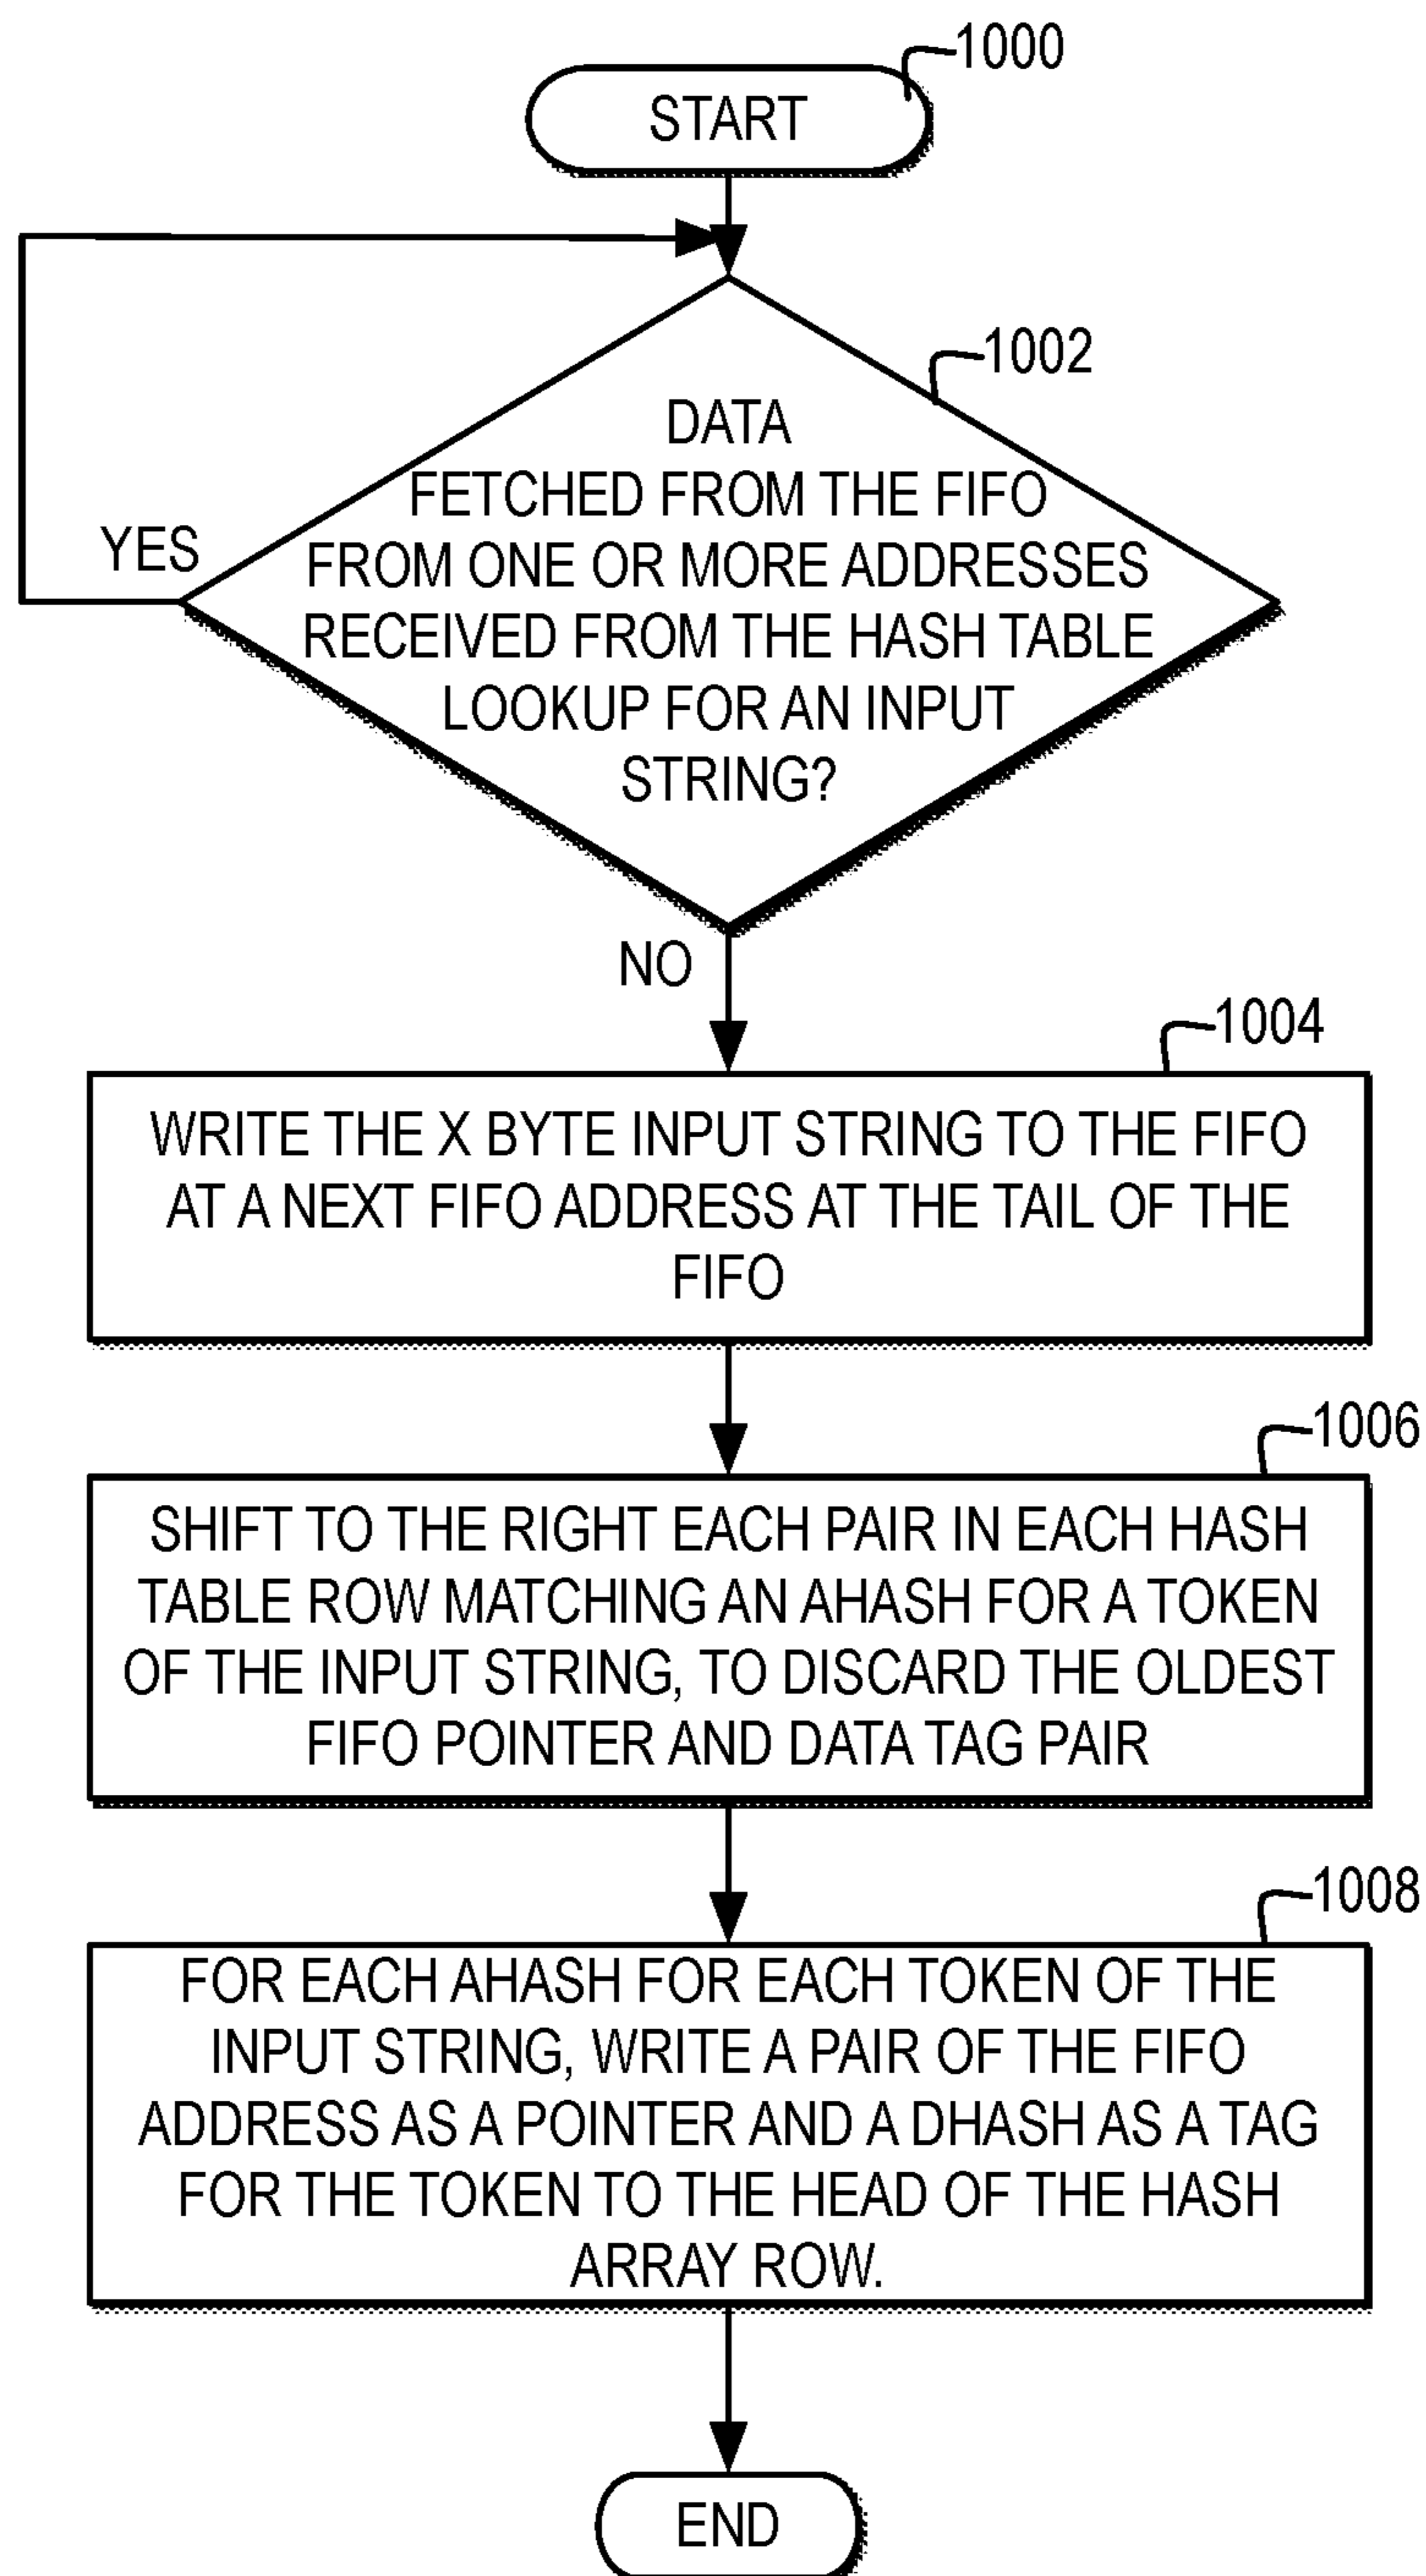 1000
START
1002
DATA
FETCHED FROM THE FIFO
FROM ONE OR MORE ADDRESSES
RECEIVED FROM THE HASH TABLE
LOOKUP FOR AN INPUT
STRING?
YES
NO
1004
WRITE THE X BYTE INPUT STRING TO THE FIFO
AT A NEXT FIFO ADDRESS AT THE TAIL OF THE
FIFO
1006
SHIFT TO THE RIGHT EACH PAIR IN EACH HASH
TABLE ROW MATCHING AN AHASH FOR A TOKEN
OF THE INPUT STRING, TO DISCARD THE OLDEST
FIFO POINTER AND DATA TAG PAIR
1008
FOR EACH AHASH FOR EACH TOKEN OF THE
INPUT STRING, WRITE A PAIR OF THE FIFO
ADDRESS AS A POINTER AND A DHASH AS A TAG
FOR THE TOKEN TO THE HEAD OF THE HASH
ARRAY ROW.
END